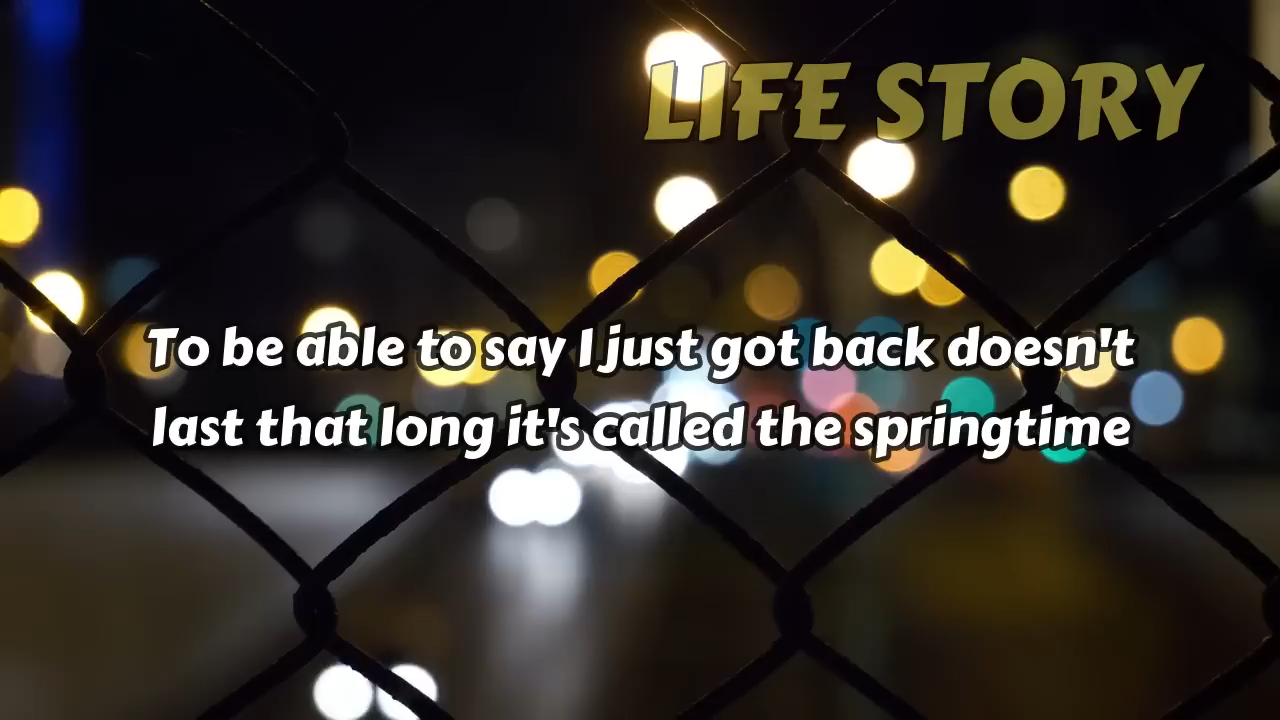 LIFE STORY
To be able to say I just got back doesn't
last that long it's called the springtime